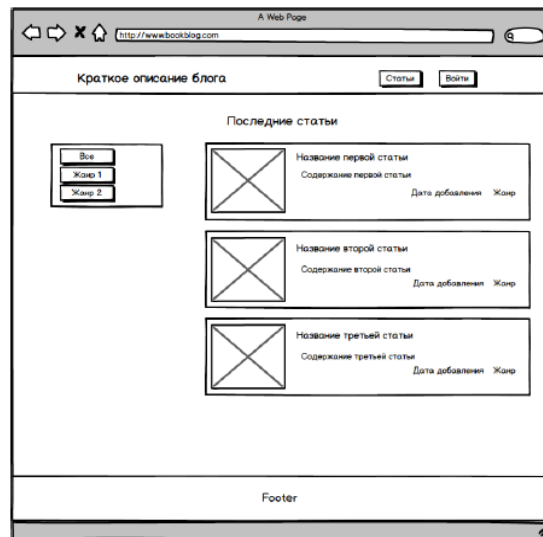 A Web Page
http://www.bookblog.com
Краткое описание блога
Статьи
Войти
Последние статьи
Все
Жанр 1
Жанр 2
Название первой статьи
Содержание первой статьи
Дата добавления Жанр
Название второй статьи
Содержание второй статьи
Дата добавления Жанр
Название третьей статьи
Содержание третьей статьи
Дата добавления Жанр
Footer